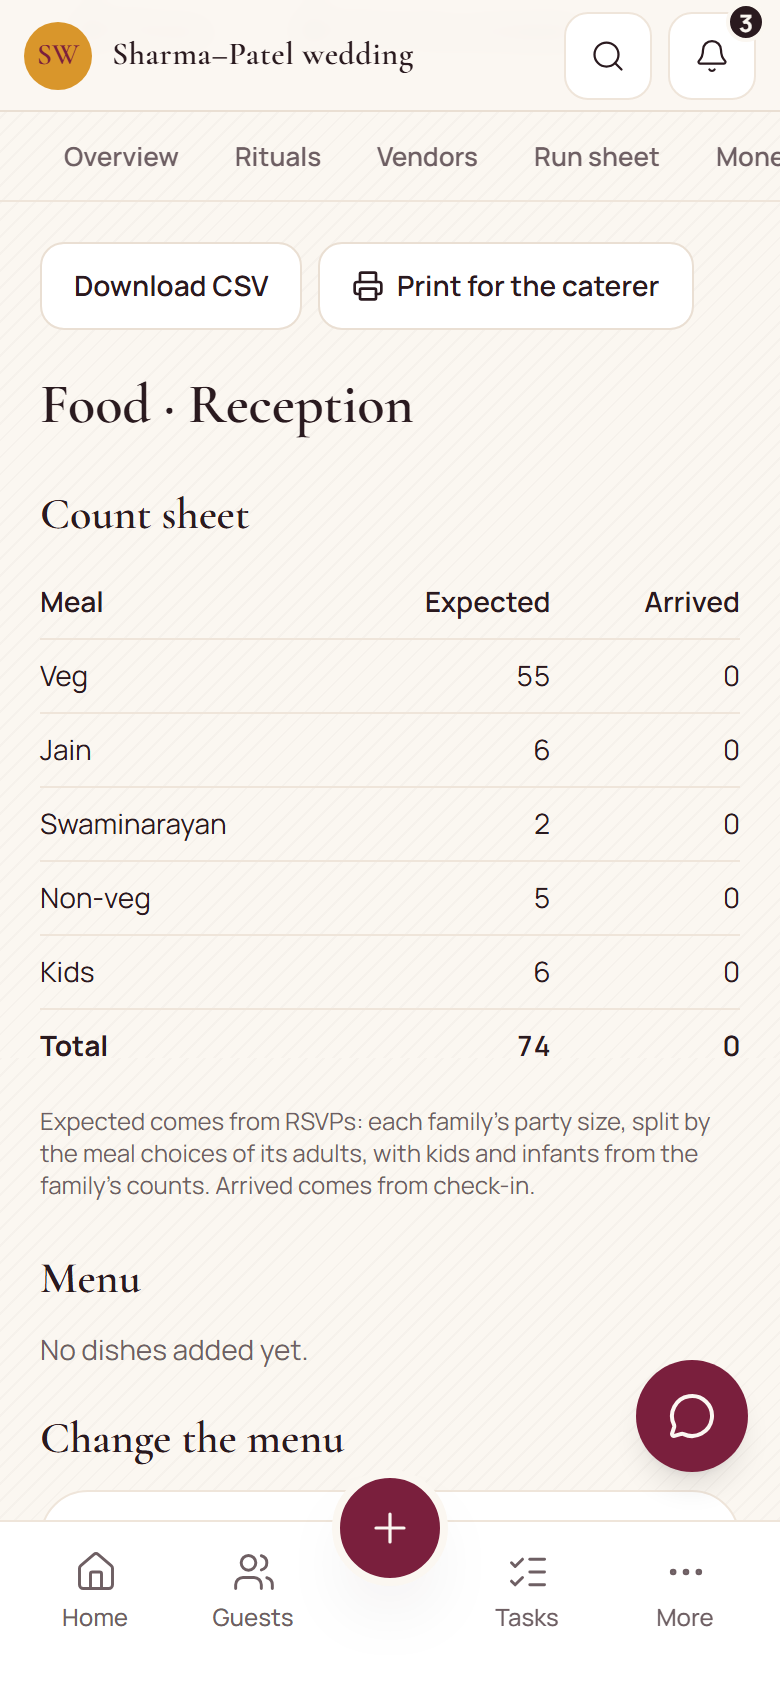 SW
Sharma–Patel wedding
3
Overview Rituals Vendors Run sheet Mone
Download CSV
Print for the caterer
Food · Reception
Count sheet
Meal Expected Arrived
Veg 55 0
Jain 6 0
Swaminarayan 2 0
Non-veg 5 0
Kids 6 0
Total 74 0
Expected comes from RSVPs: each family’s party size, split by
the meal choices of its adults, with kids and infants from the
family’s counts. Arrived comes from check-in.
Menu
No dishes added yet.
Change the menu
Home Guests Tasks More